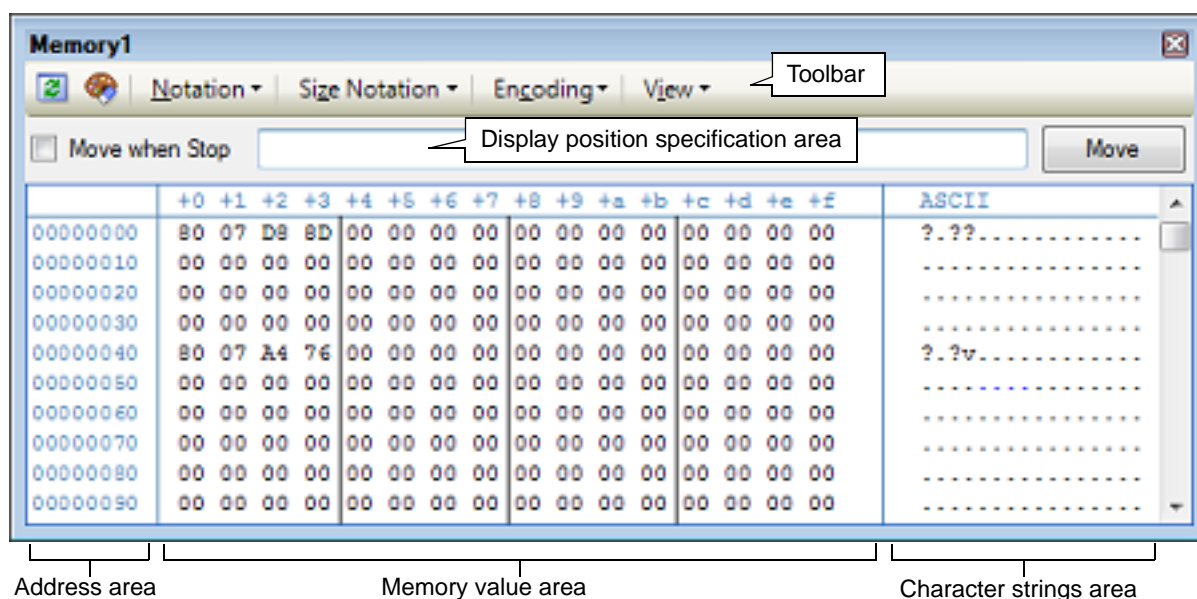 Memory1
Notation Size Notation Encoding View Toolbar
Move when Stop Display position specification area Move
+0 +1 +2 +3 +4 +5 +6 +7 +8 +9 +a +b +c +d +e +f ASCII
00000000 80 07 D8 8D 00 00 00 00 00 00 00 00 00 00 00 00 ?.??............
00000010 00 00 00 00 00 00 00 00 00 00 00 00 00 00 00 00 ................
00000020 00 00 00 00 00 00 00 00 00 00 00 00 00 00 00 00 ................
00000030 00 00 00 00 00 00 00 00 00 00 00 00 00 00 00 00 ................
00000040 80 07 A4 76 00 00 00 00 00 00 00 00 00 00 00 00 ?.?v............
00000050 00 00 00 00 00 00 00 00 00 00 00 00 00 00 00 00 ................
00000060 00 00 00 00 00 00 00 00 00 00 00 00 00 00 00 00 ................
00000070 00 00 00 00 00 00 00 00 00 00 00 00 00 00 00 00 ................
00000080 00 00 00 00 00 00 00 00 00 00 00 00 00 00 00 00 ................
00000090 00 00 00 00 00 00 00 00 00 00 00 00 00 00 00 00 ................
Address area Memory value area Character strings area